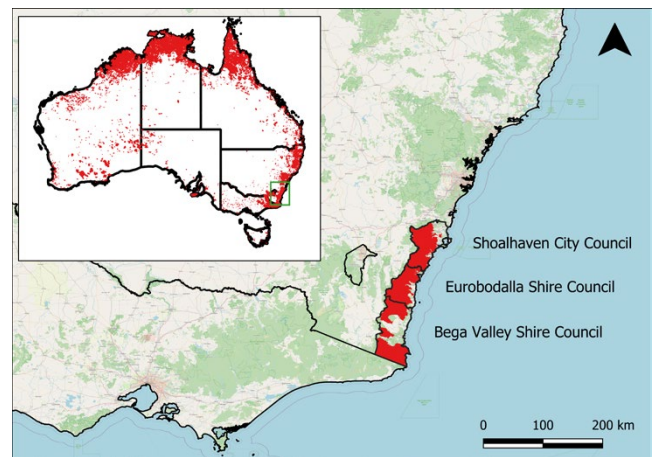 Shoalhaven City Council
Eurobodalla Shire Council
Bega Valley Shire Council
0 100 200 km